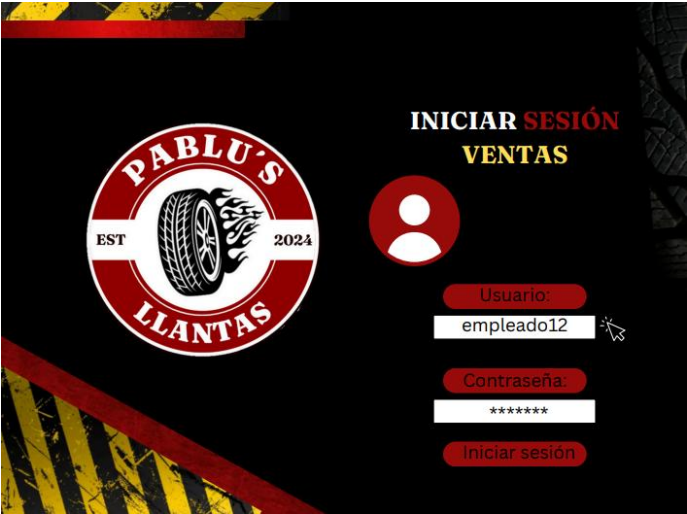 PABLU´S
EST 2024
LLANTAS
INICIAR SESIÓN
VENTAS
Usuario:
empleado12
Contraseña:
*******
Iniciar sesión